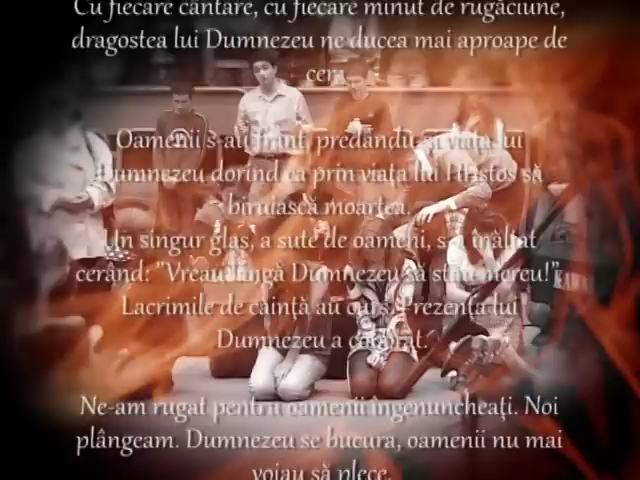 Cu fiecare cântare, cu fiecare minut de rugăciune,
dragostea lui Dumnezeu ne ducea mai aproape de
cer.
Oamenii s-au frânt, predându-și viața lui
Dumnezeu dorind ca prin viața lui Hristos să
biruiască moartea.
Un singur glas, a sute de oameni, s-a înălțat
cerând: "Vreau lângă Dumnezeu să stau mereu!"
Lacrimile de căință au curs. Prezența lui
Dumnezeu a coborât.
Ne-am rugat pentru oamenii îngenuncheați. Noi
plângeam. Dumnezeu se bucura, oamenii nu mai
voiau să plece.